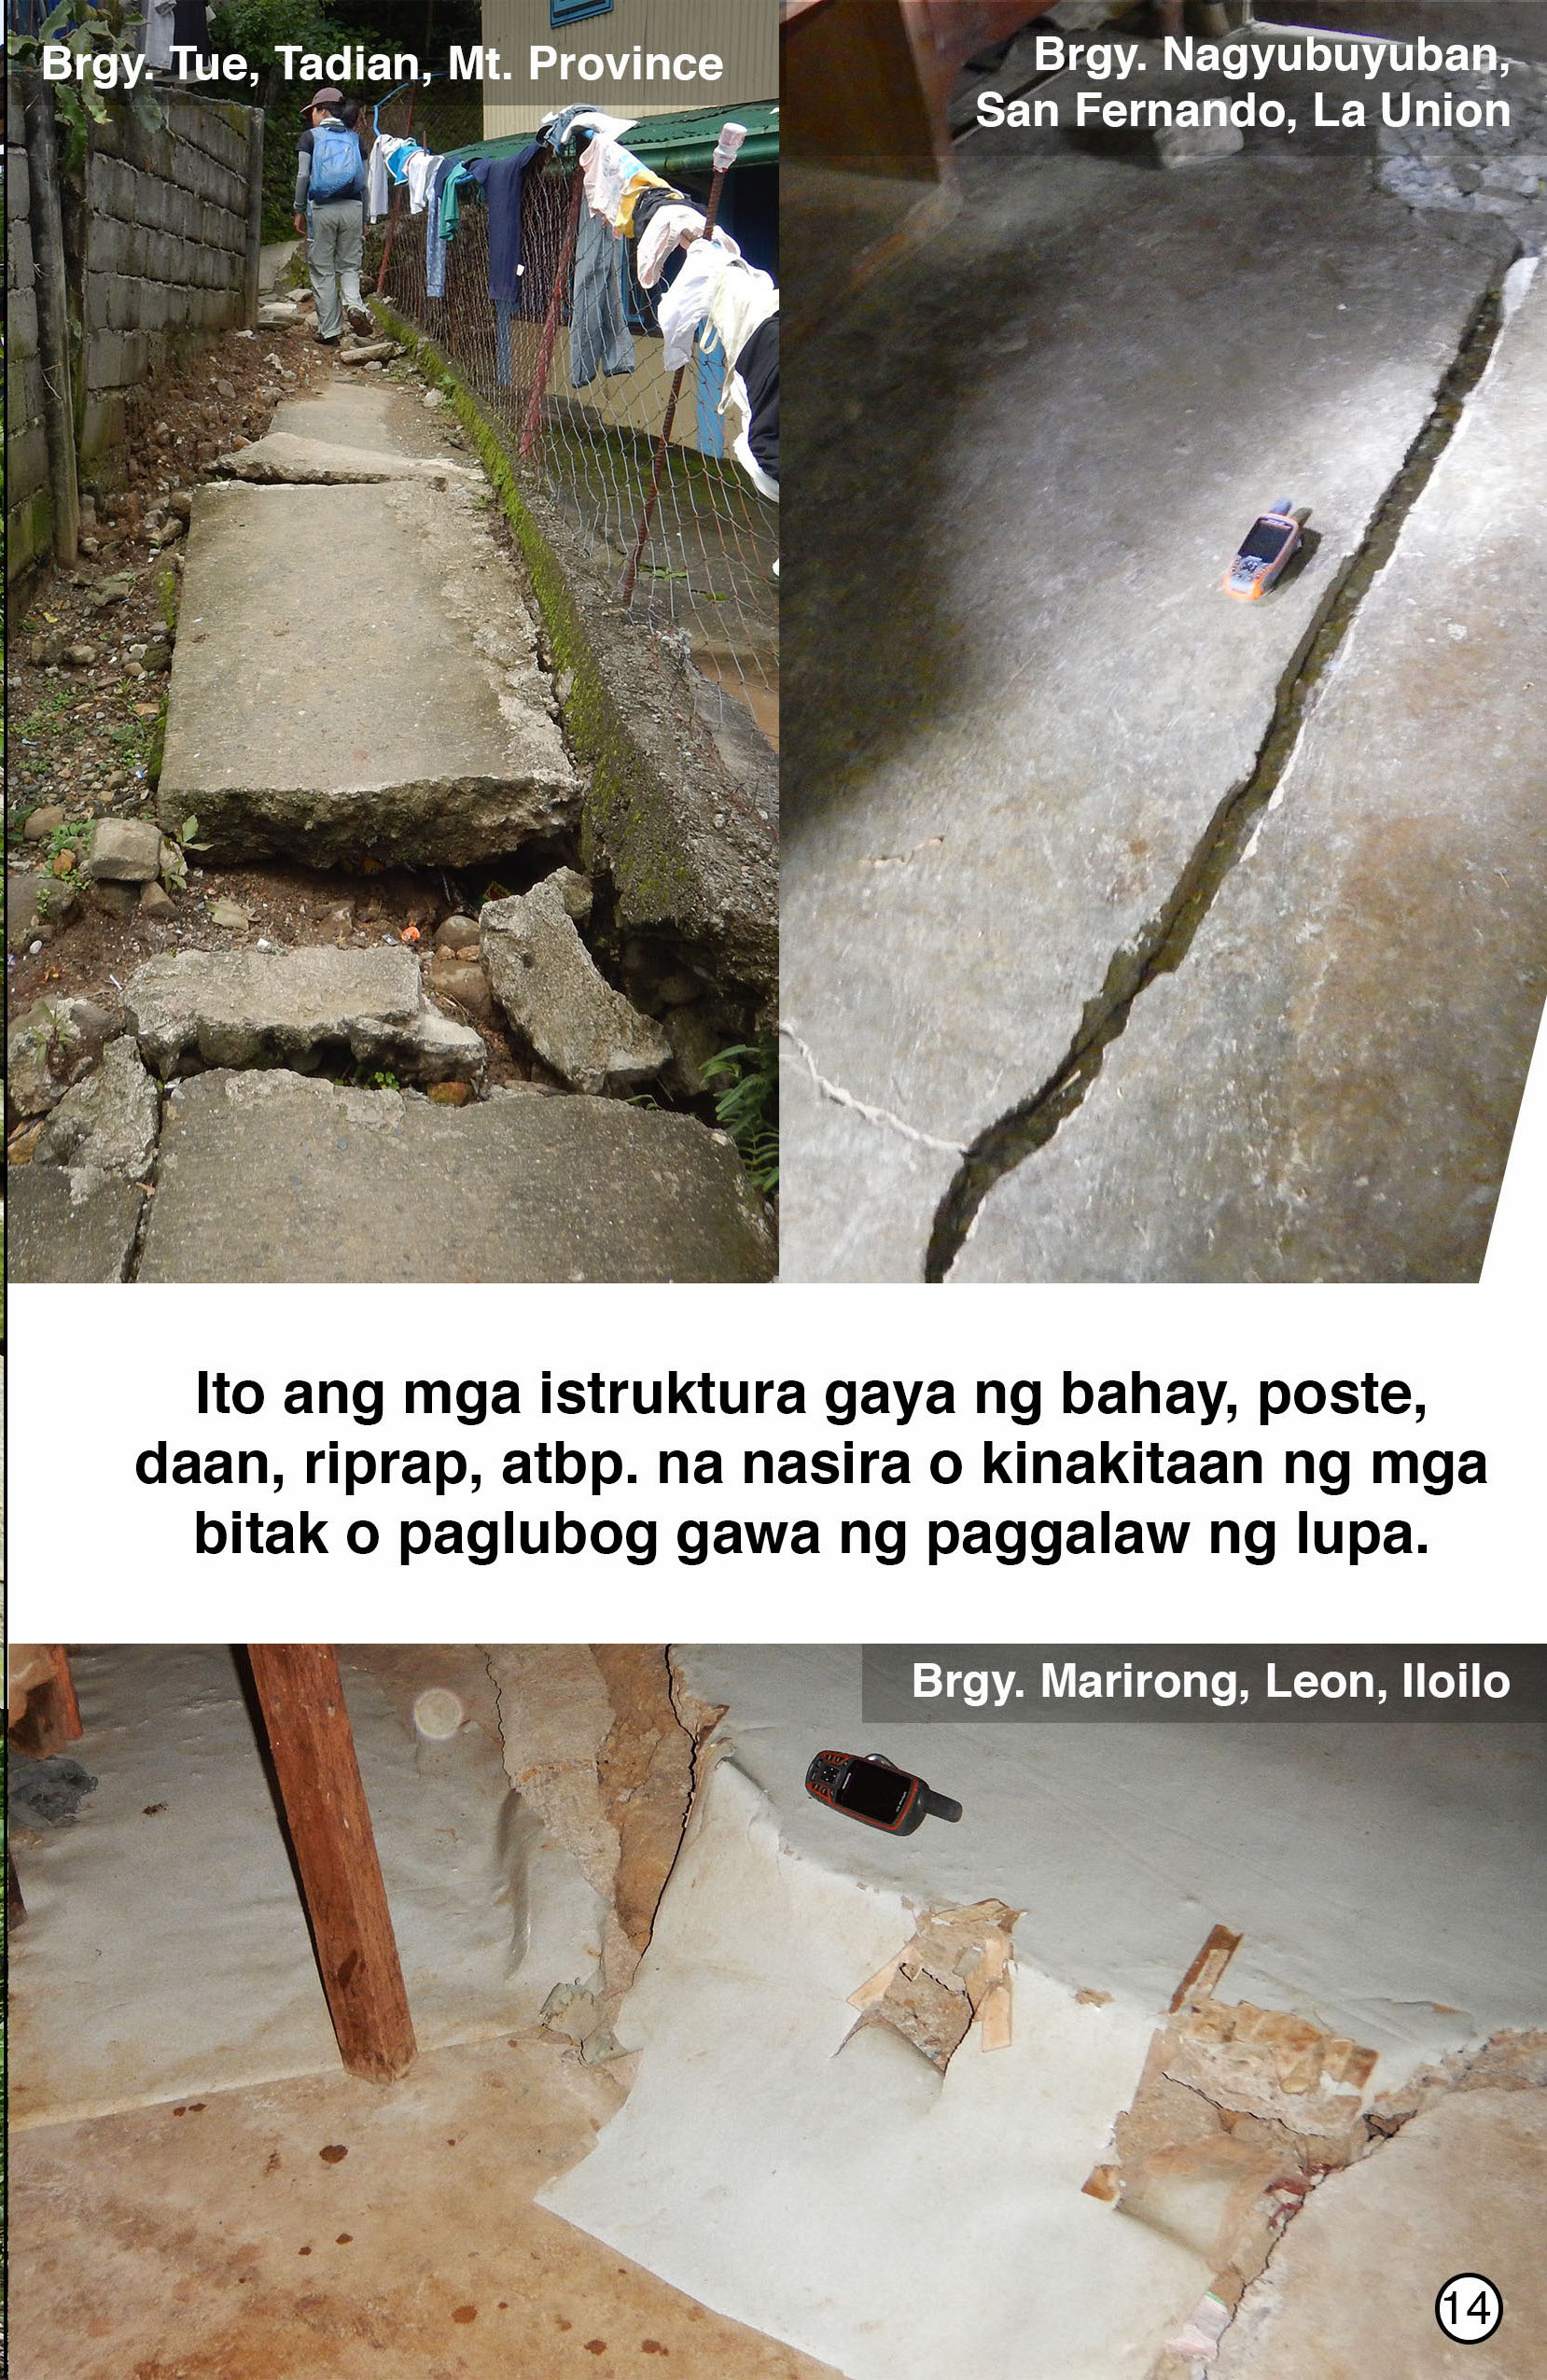 Brgy. Tue, Tadian, Mt. Province
Brgy. Nagyubuyuban,
San Fernando, La Union
Ito ang mga istruktura gaya ng bahay, poste,
daan, riprap, atbp. na nasira o kinakitaan ng mga
bitak o paglubog gawa ng paggalaw ng lupa.
Brgy. Marirong, Leon, Iloilo
14